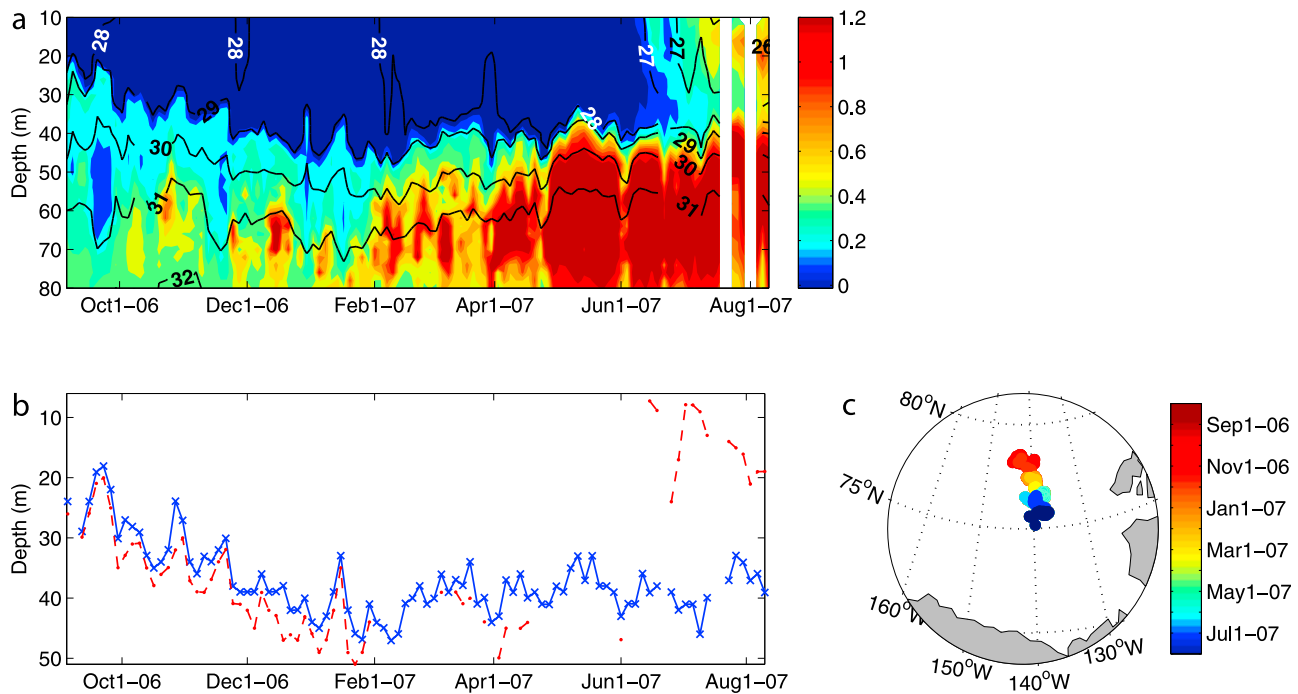 a
Depth (m)
10
20
30
40
50
60
70
80
28
28
28
27
27
26
29
28
29
30
30
31
31
32
Oct1−06
Dec1−06
Feb1−07
Apr1−07
Jun1−07
Aug1−07
1.2
1
0.8
0.6
0.4
0.2
0
b
Depth (m)
10
20
30
40
50
Oct1−06
Dec1−06
Feb1−07
Apr1−07
Jun1−07
Aug1−07
c
80°N
75°N
160°W
150°W
140°W
130°W
Sep1−06
Nov1−06
Jan1−07
Mar1−07
May1−07
Jul1−07